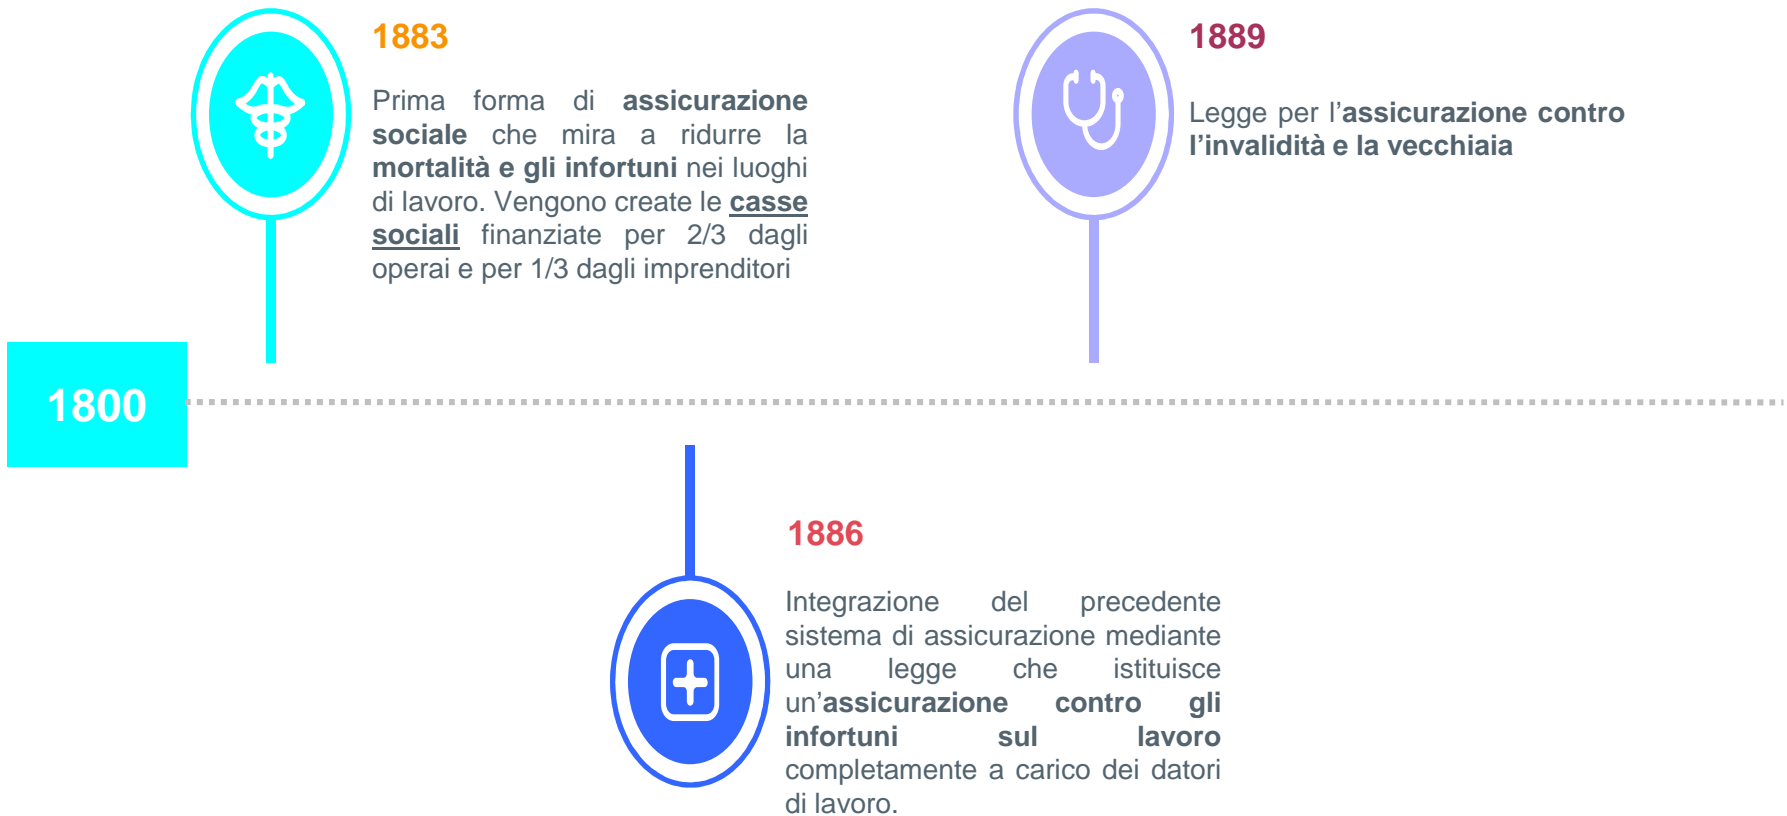 1883
Prima forma di assicurazione
sociale che mira a ridurre la
mortalità e gli infortuni nei luoghi
di lavoro. Vengono create le casse
sociali finanziate per 2/3 dagli
operai e per 1/3 dagli imprenditori
1889
Legge per l’assicurazione contro
l’invalidità e la vecchiaia
1800
1886
Integrazione del precedente
sistema di assicurazione mediante
una legge che istituisce
un’assicurazione contro gli
infortuni sul lavoro
completamente a carico dei datori
di lavoro.